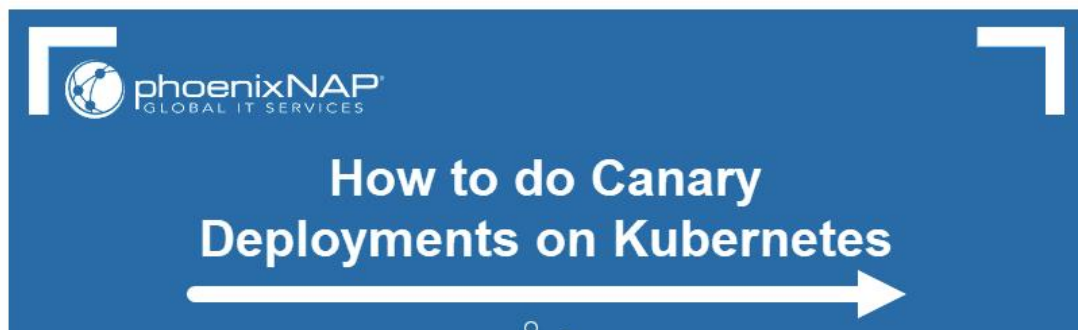 phoenixNAP®
GLOBAL IT SERVICES
How to do Canary
Deployments on Kubernetes